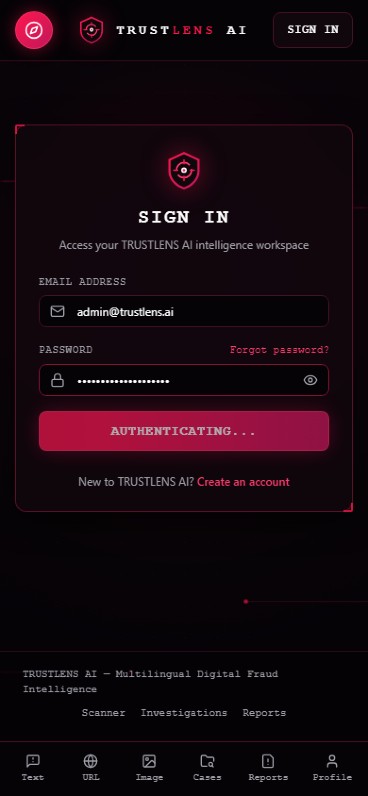 TRUSTLENS AI
SIGN IN
SIGN IN
Access your TRUSTLENS AI intelligence workspace
EMAIL ADDRESS
admin@trustlens.ai
PASSWORD
Forgot password?
••••••••••••••••••••
AUTHENTICATING...
New to TRUSTLENS AI? Create an account
TRUSTLENS AI — Multilingual Digital Fraud
Intelligence
Scanner Investigations Reports
Text URL Image Cases Reports Profile